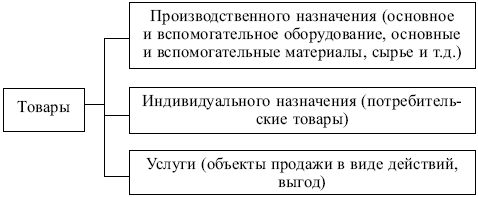 Производственного назначения (основное
и вспомогательное оборудование, основные
и вспомогательные материалы, сырье и т.д.)
Товары
Индивидуального назначения (потребитель-
ские товары)
Услуги (объекты продажи в виде действий,
выгод)